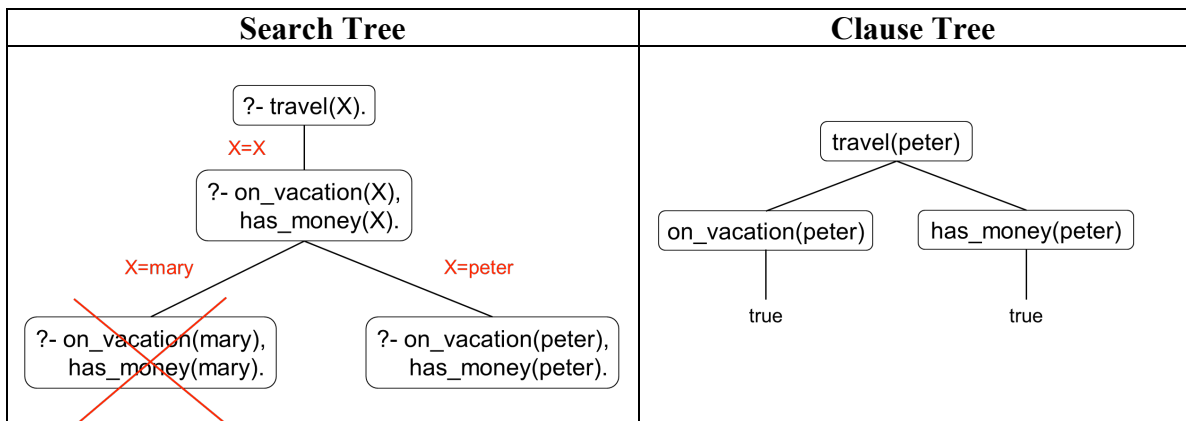 Search Tree
Clause Tree
?- travel(X).
X=X
?- on_vacation(X),
has_money(X).
X=mary
X=peter
?- on_vacation(mary),
has_money(mary).
?- on_vacation(peter),
has_money(peter).
travel(peter)
on_vacation(peter)
has_money(peter)
true
true